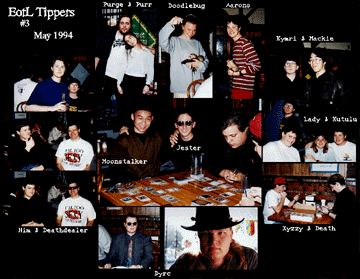 EotL Tippers
#3
May 1994
Purge & Purr
Doodlebug
Aarons
Kymri & Mackie
Lady & Kutulu
Moonstalker
Jester
Him & Deathdealer
Dyrc
Xyzzy & Death